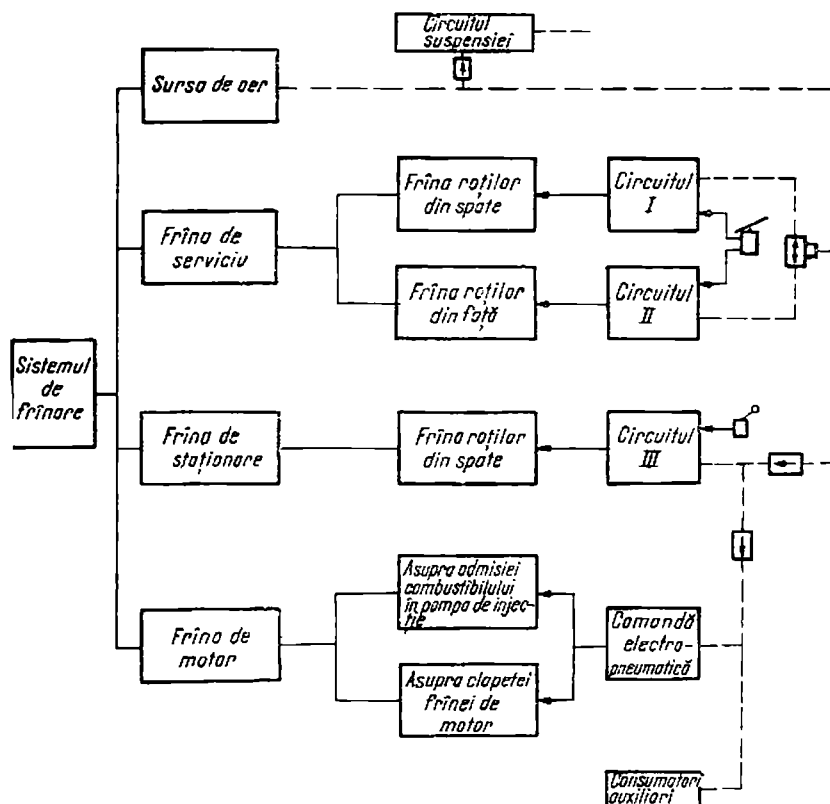 Circuitul
suspensiei
Sursa de aer
Frîna roților
din spate
Circuitul
I
Frîna de
serviciu
Frîna roților
din față
Circuitul
II
Sistemul
de
frînare
Frîna de
staționare
Frîna roților
din spate
Circuitul
III
Asupra admisiei
combustibilului
în pompa de injec-
ție
Frîna de
motor
Comandă
electro-
pneumatică
Asupra clapetei
frînei de
motor
Consumatori
auxiliari